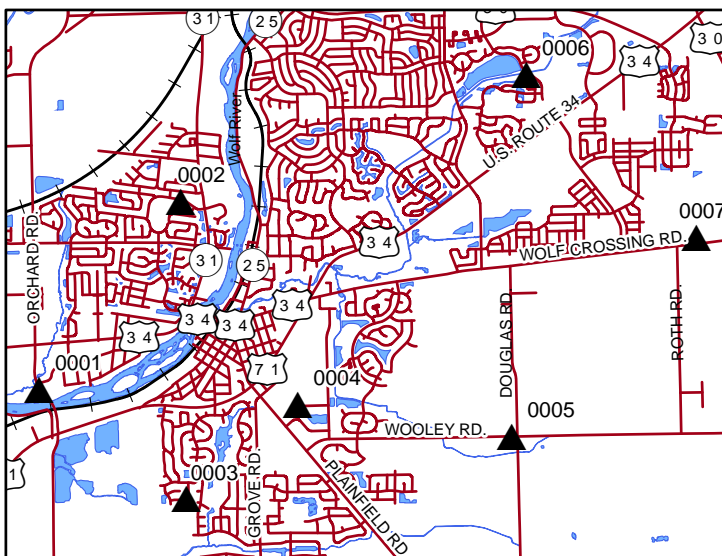 31
25
34
30
0006
34
Wolf River
U.S. ROUTE 34
0002
ORCHARD RD.
31
25
34
0007
WOLF CROSSING RD.
34
34
34
34
DOUGLAS RD.
ROTH RD.
71
0001
0004
WOOLEY RD.
0005
0003
GROVE RD.
PLAINFIELD RD
1